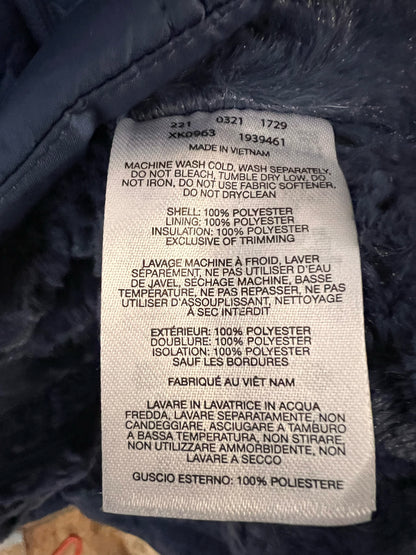 221 0321 1729
XK0963 1939461
MADE IN VIETNAM
MACHINE WASH COLD, WASH SEPARATELY,
DO NOT BLEACH, TUMBLE DRY LOW, DO
NOT IRON, DO NOT USE FABRIC SOFTENER,
DO NOT DRYCLEAN
SHELL: 100% POLYESTER
LINING: 100% POLYESTER
INSULATION: 100% POLYESTER
EXCLUSIVE OF TRIMMING
LAVAGE MACHINE À FROID, LAVER
SÉPAREMENT, NE PAS UTILISER D'EAU
DE JAVEL, SÉCHAGE MACHINE, BASSE
TEMPÉRATURE, NE PAS REPASSER, NE PAS
UTILISER D'ASSOUPLISSANT, NETTOYAGE
À SEC INTERDIT
EXTÉRIEUR: 100% POLYESTER
DOUBLURE: 100% POLYESTER
ISOLATION: 100% POLYESTER
SAUF LES BORDURES
FABRIQUÉ AU VIÊT NAM
LAVARE IN LAVATRICE IN ACQUA
FREDDA, LAVARE SEPARATAMENTE, NON
CANDEGGIARE, ASCIUGARE A TAMBURO
A BASSA TEMPERATURA, NON STIRARE,
NON UTILIZZARE AMMORBIDENTE, NON
LAVARE A SECCO
GUSCIO ESTERNO: 100% POLIESTERE